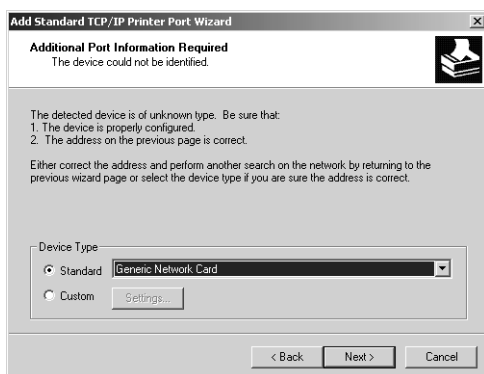 Add Standard TCP/IP Printer Port Wizard
Additional Port Information Required
The device could not be identified.
The detected device is of unknown type. Be sure that:
1. The device is properly configured.
2. The address on the previous page is correct.
Either correct the address and perform another search on the network by returning to the
previous wizard page or select the device type if you are sure the address is correct.
Device Type
Standard Generic Network Card
Custom Settings...
< Back Next > Cancel